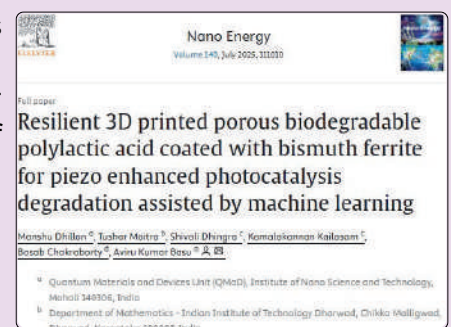 ELSEVIER
Nano Energy
Volume 140, July 2025, 111010
Full paper
Resilient 3D printed porous biodegradable
polylactic acid coated with bismuth ferrite
for piezo enhanced photocatalysis
degradation assisted by machine learning
Manshu Dhillon a, Tushar Moitra b, Shivali Dhingra c, Kamalakannan Kailasam c,
Basab Chakraborty d, Aviru Kumar Basu a
a Quantum Materials and Devices Unit (QMaD), Institute of Nano Science and Technology,
Mohali 140306, India
b Department of Mathematics - Indian Institute of Technology Dharwad, Chikka Malligwad,